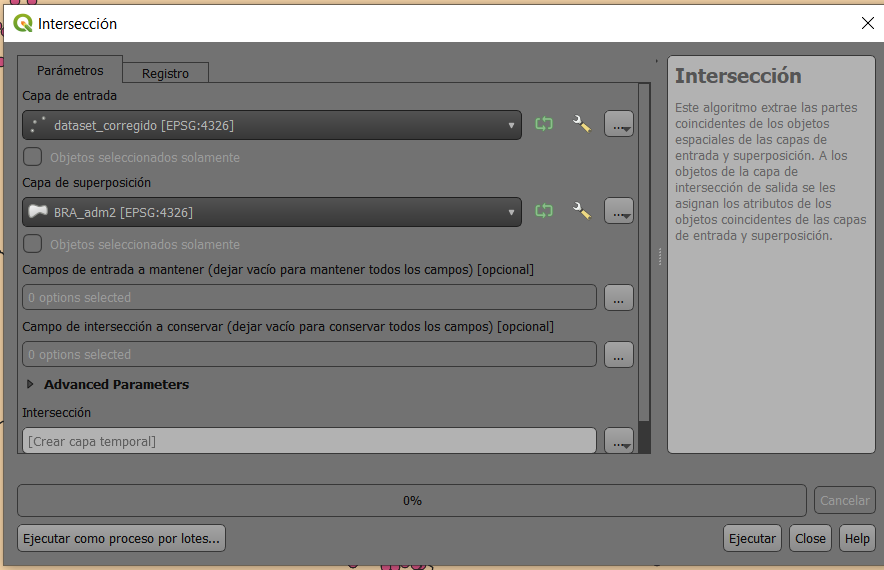 Intersección
Parámetros
Registro
Capa de entrada
dataset_corregido [EPSG:4326]
...
Objetos seleccionados solamente
Capa de superposición
BRA_adm2 [EPSG:4326]
...
Objetos seleccionados solamente
Campos de entrada a mantener (dejar vacío para mantener todos los campos) [opcional]
0 options selected
...
Campo de intersección a conservar (dejar vacío para conservar todos los campos) [opcional]
0 options selected
...
Advanced Parameters
Intersección
[Crear capa temporal]
...
Intersección
Este algoritmo extrae las partes
coincidentes de los objetos
espaciales de las capas de
entrada y superposición. A los
objetos de la capa de
intersección de salida se les
asignan los atributos de los
objetos coincidentes de las capas
de entrada y superposición.
0%
Cancelar
Ejecutar como proceso por lotes...
Ejecutar
Close
Help